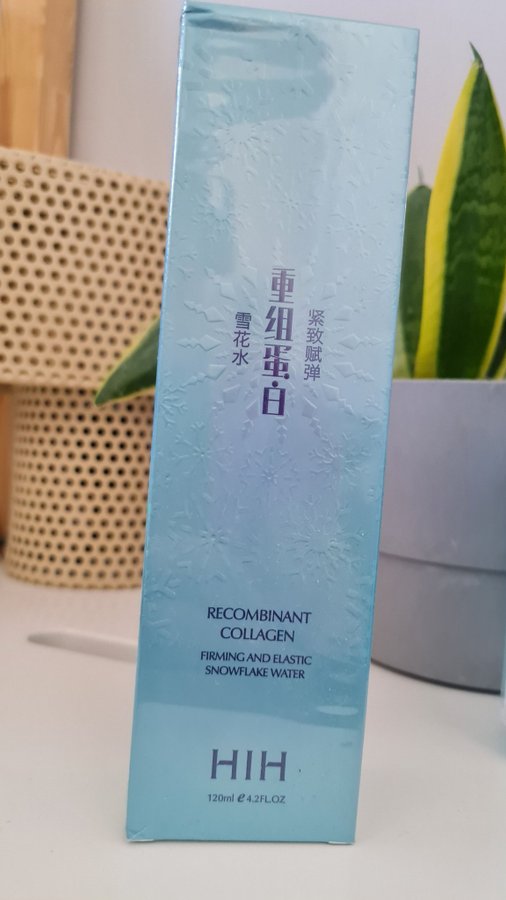 紧致赋弹
重组蛋白
雪花水
RECOMBINANT
COLLAGEN
FIRMING AND ELASTIC
SNOWFLAKE WATER
HIH
120ml e 4.2FL.OZ